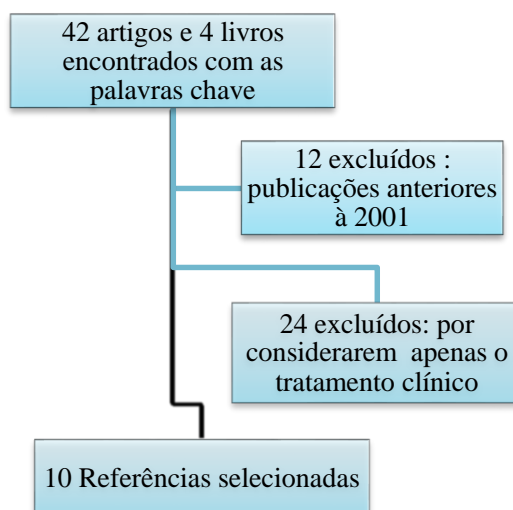 42 artigos e 4 livros
encontrados com as
palavras chave
12 excluídos :
publicações anteriores
à 2001
24 excluídos: por
considerarem apenas o
tratamento clínico
10 Referências selecionadas